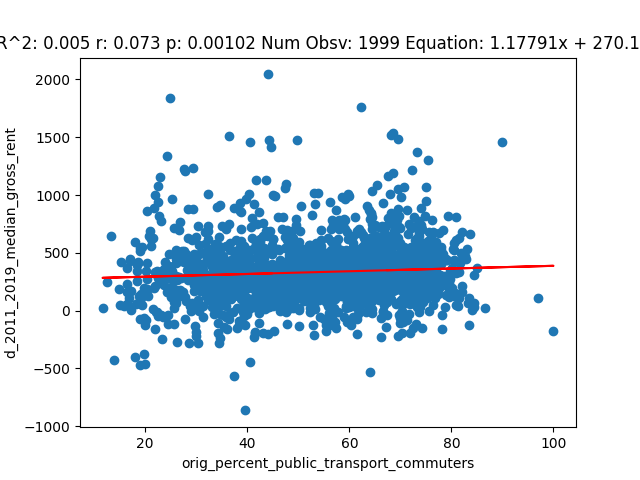 R^2: 0.005 r: 0.073 p: 0.00102 Num Obsv: 1999 Equation: 1.17791x + 270.1
d_2011_2019_median_gross_rent
2000
1500
1000
500
0
−500
−1000
20 40 60 80 100
orig_percent_public_transport_commuters